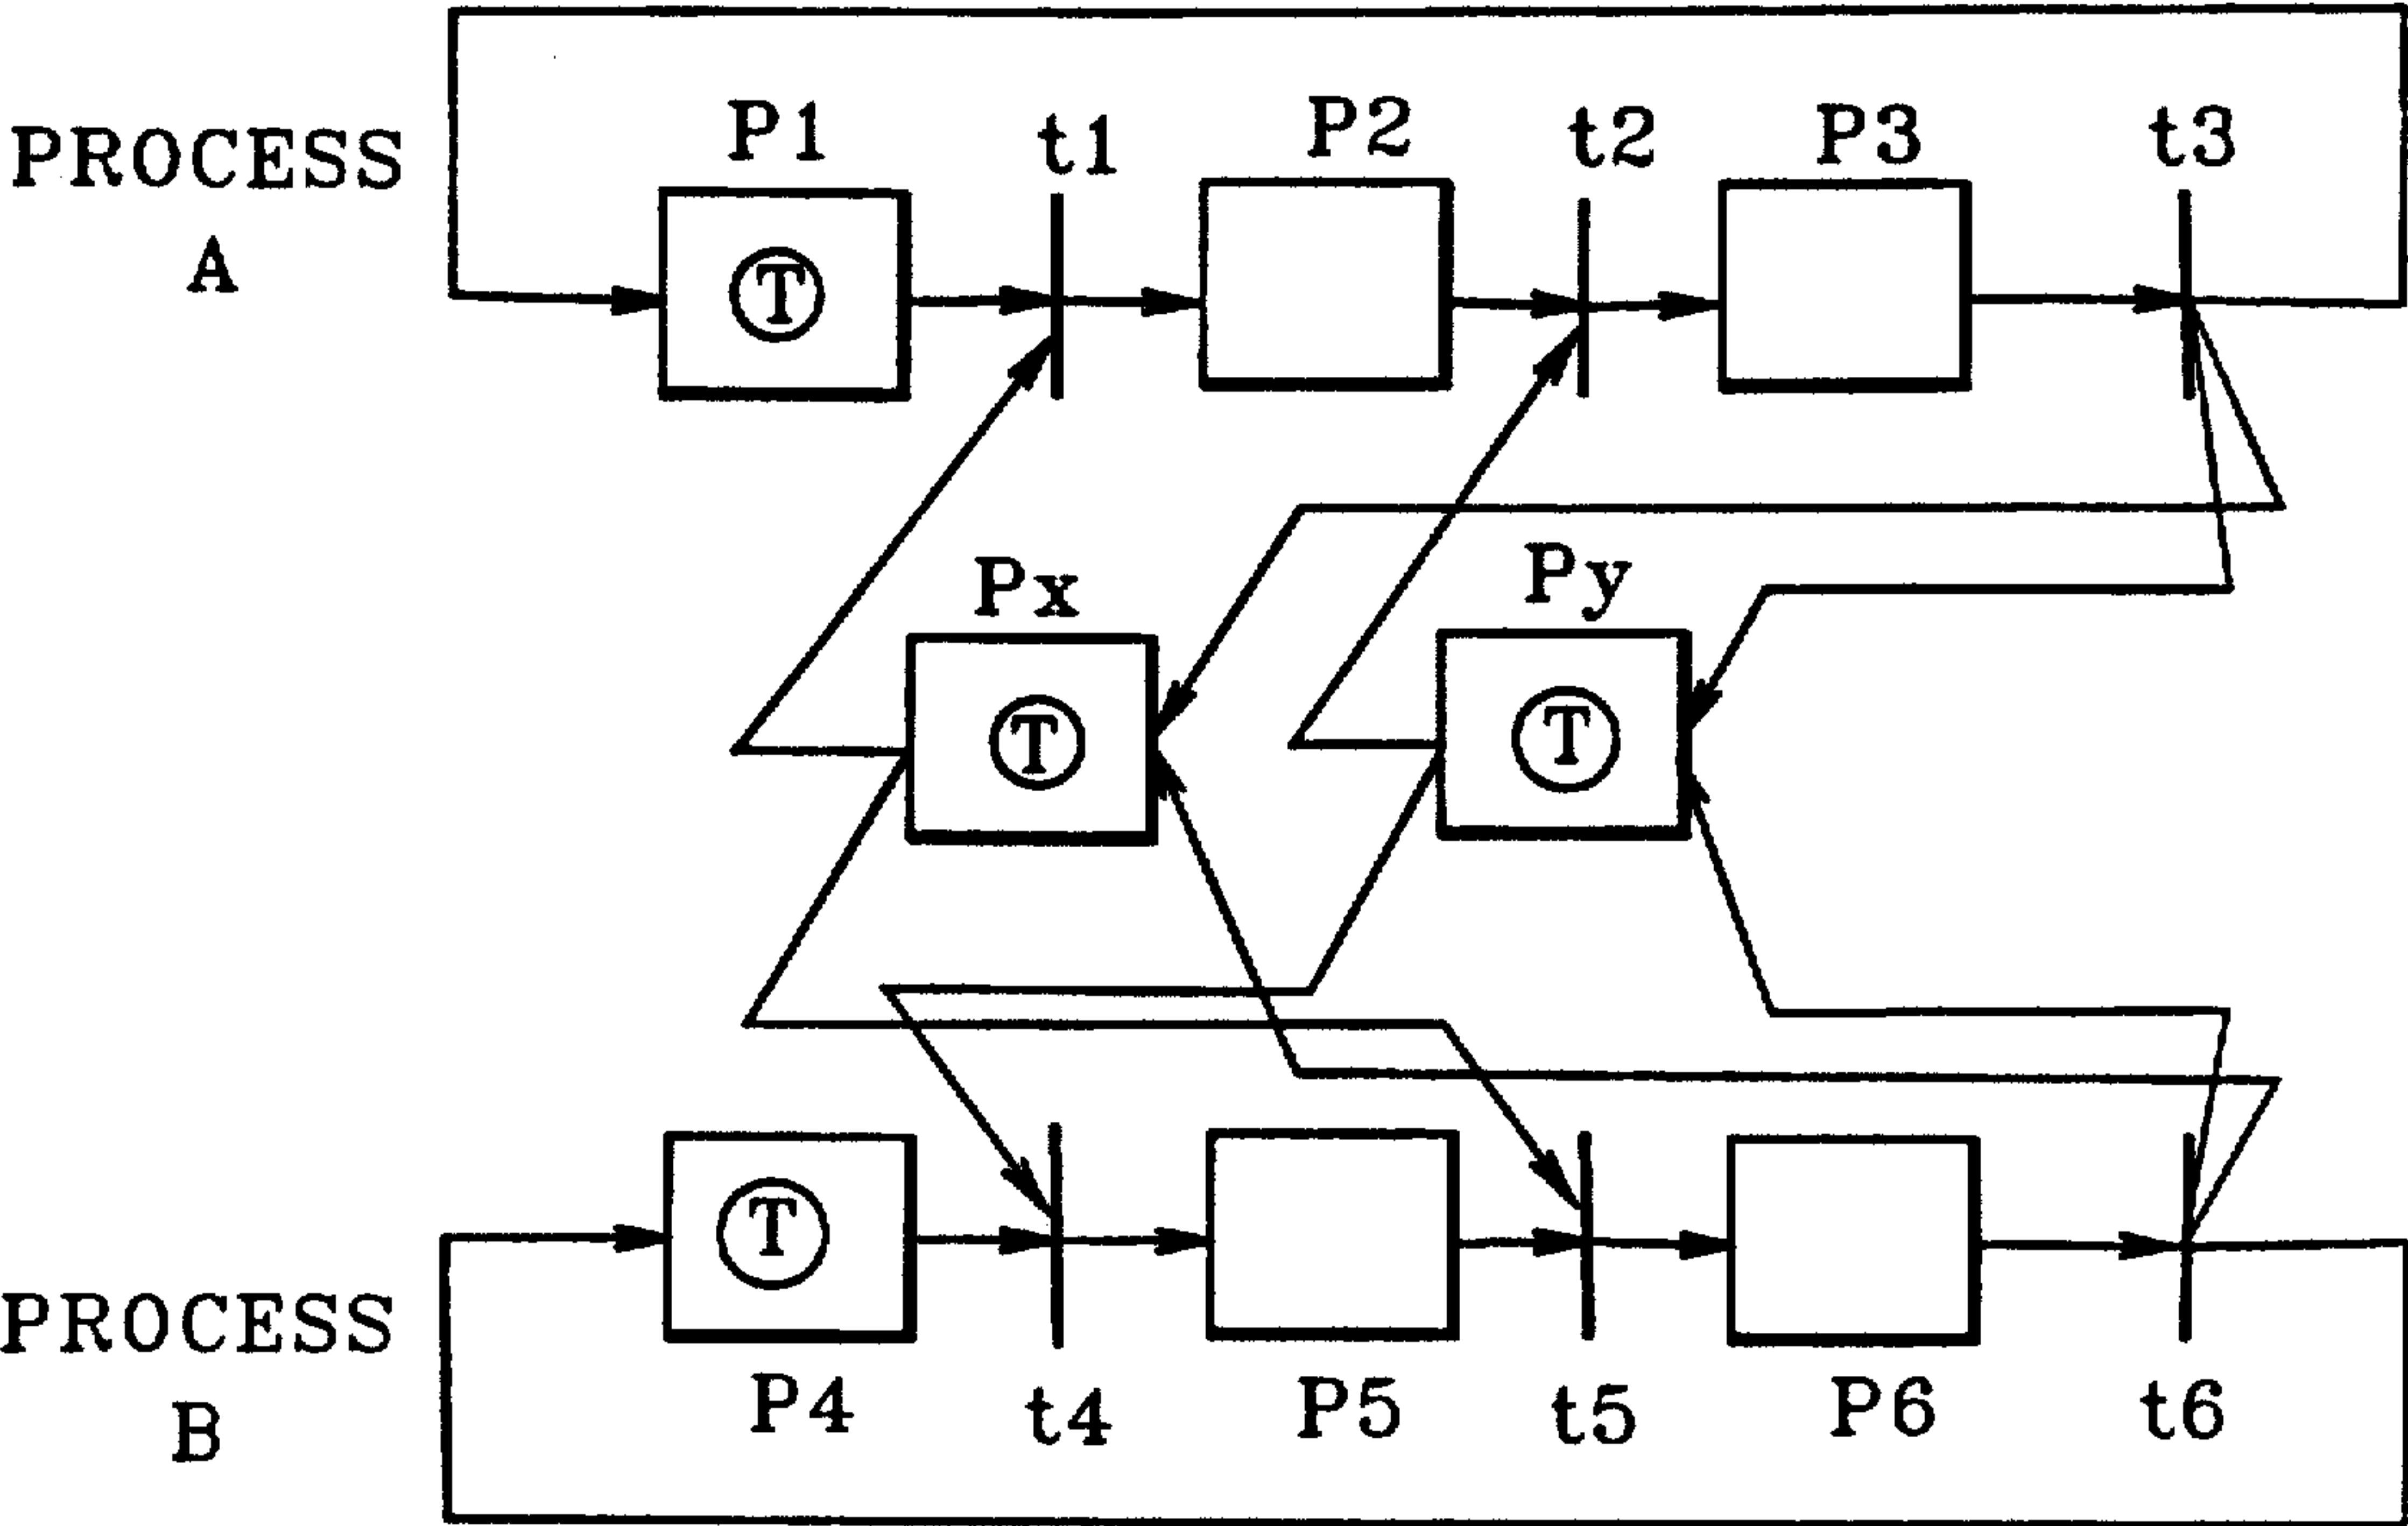 P1 t1 P2 t2 P3 t3
PROCESS
A
T
Px Py
T T
T
PROCESS
B
P4 t4 P5 t5 P6 t6